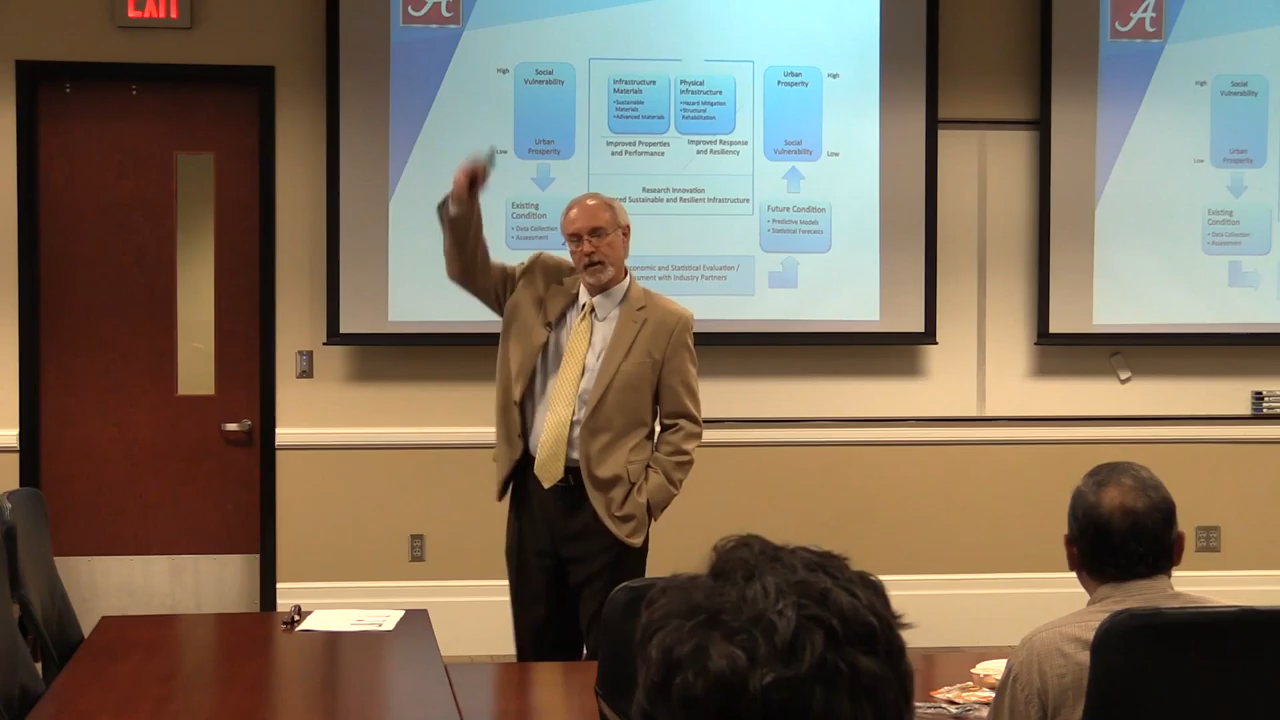 EXIT
A
High
Social
Vulnerability
Urban
Prosperity
Low
Existing
Condition
• Data Collection
• Assessment
Infrastructure
Materials
•Sustainable
Materials
•Advanced Materials
Physical
Infrastructure
•Hazard Mitigation
•Structural
Rehabilitation
Improved Properties
and Performance
Improved Response
and Resiliency
Research Innovation
Sustainable and Resilient Infrastructure
Economic and Statistical Evaluation /
with Industry Partners
Urban
Prosperity
High
Social
Vulnerability
Low
Future Condition
• Predictive Models
• Statistical Forecasts
A
High
Social
Vulnerability
Urban
Prosperity
Low
Existing
Condition
• Data Collection
• Assessment